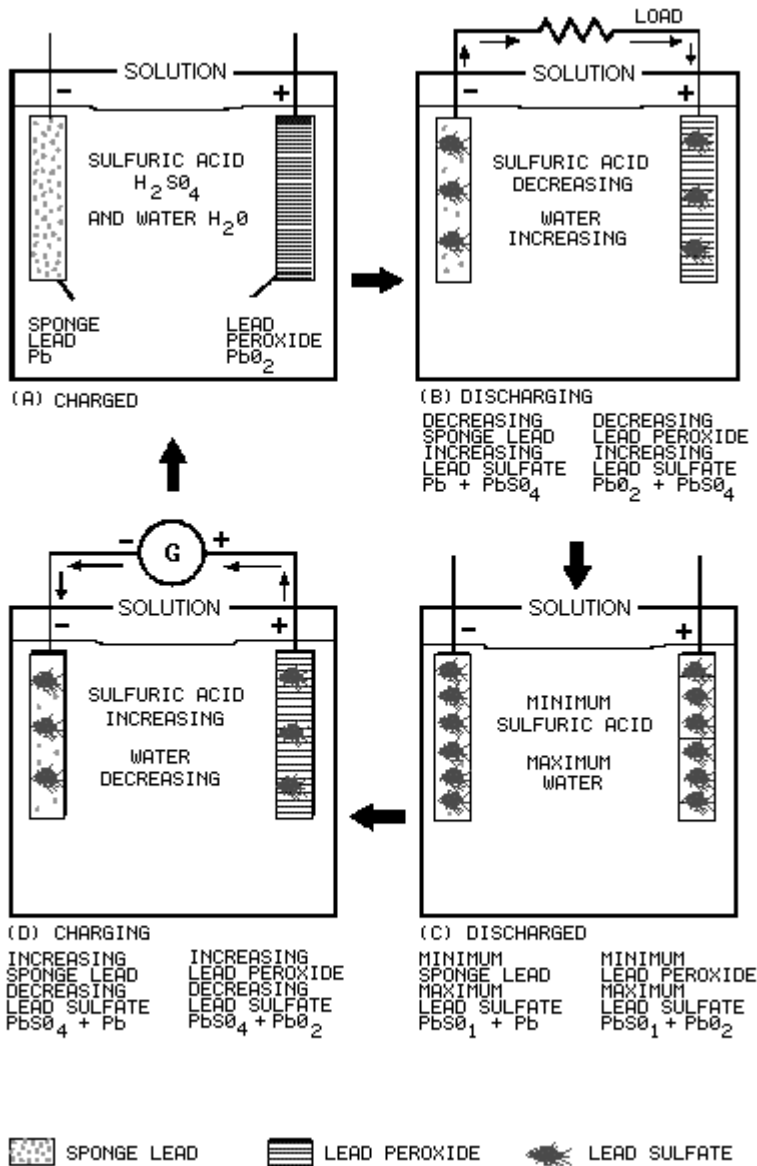 SOLUTION
- +
SULFURIC ACID
H2S04
AND WATER H20
SPONGE
LEAD
Pb
LEAD
PEROXIDE
Pb02
(A) CHARGED
LOAD
SOLUTION
- +
SULFURIC ACID
DECREASING
WATER
INCREASING
(B) DISCHARGING
DECREASING
SPONGE LEAD
INCREASING
LEAD SULFATE
Pb + PbS04
DECREASING
LEAD PEROXIDE
INCREASING
LEAD SULFATE
Pb02 + PbS04
- G +
SOLUTION
- +
SULFURIC ACID
INCREASING
WATER
DECREASING
(D) CHARGING
INCREASING
SPONGE LEAD
DECREASING
LEAD SULFATE
PbS04 + Pb
INCREASING
LEAD PEROXIDE
DECREASING
LEAD SULFATE
PbS04 + Pb02
SOLUTION
- +
MINIMUM
SULFURIC ACID
MAXIMUM
WATER
(C) DISCHARGED
MINIMUM
SPONGE LEAD
MAXIMUM
LEAD SULFATE
PbS01 + Pb
MINIMUM
LEAD PEROXIDE
MAXIMUM
LEAD SULFATE
PbS01 + Pb02
SPONGE LEAD
LEAD PEROXIDE
LEAD SULFATE